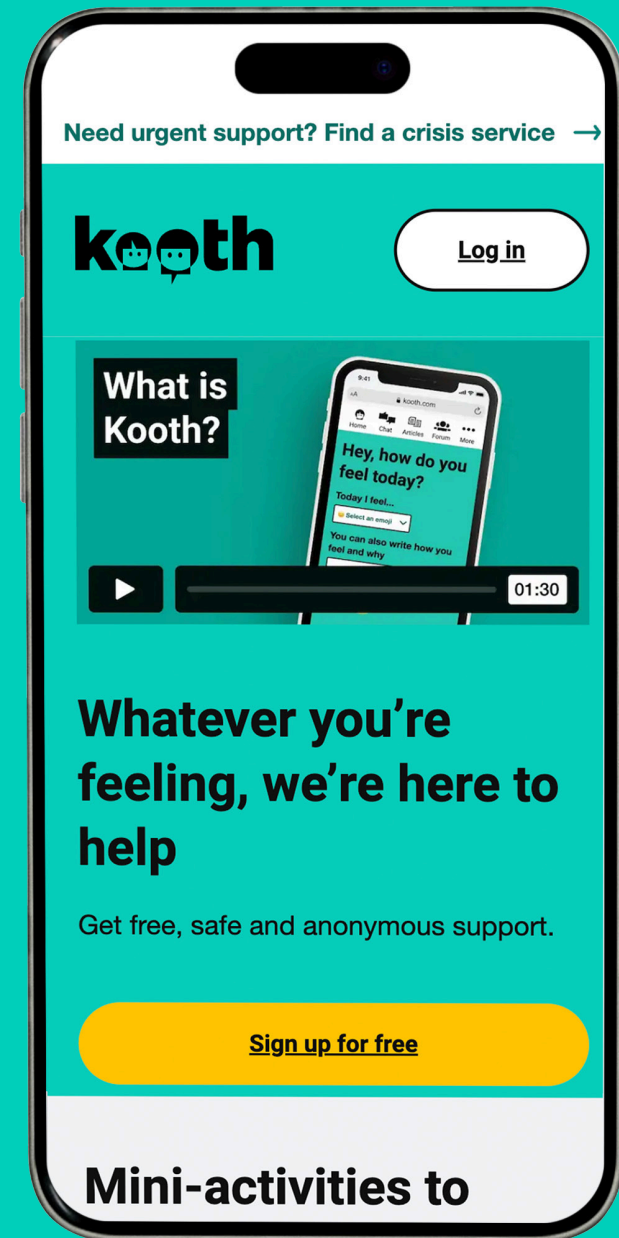 Need urgent support? Find a crisis service →
kooth
Log in
What is
Kooth?
9:41
AA
kooth.com
Home Chat Articles Forum More
Hey, how do you
feel today?
Today I feel...
Select an emoji
You can also write how you
feel and why
01:30
Whatever you’re
feeling, we’re here to
help
Get free, safe and anonymous support.
Sign up for free
Mini-activities to